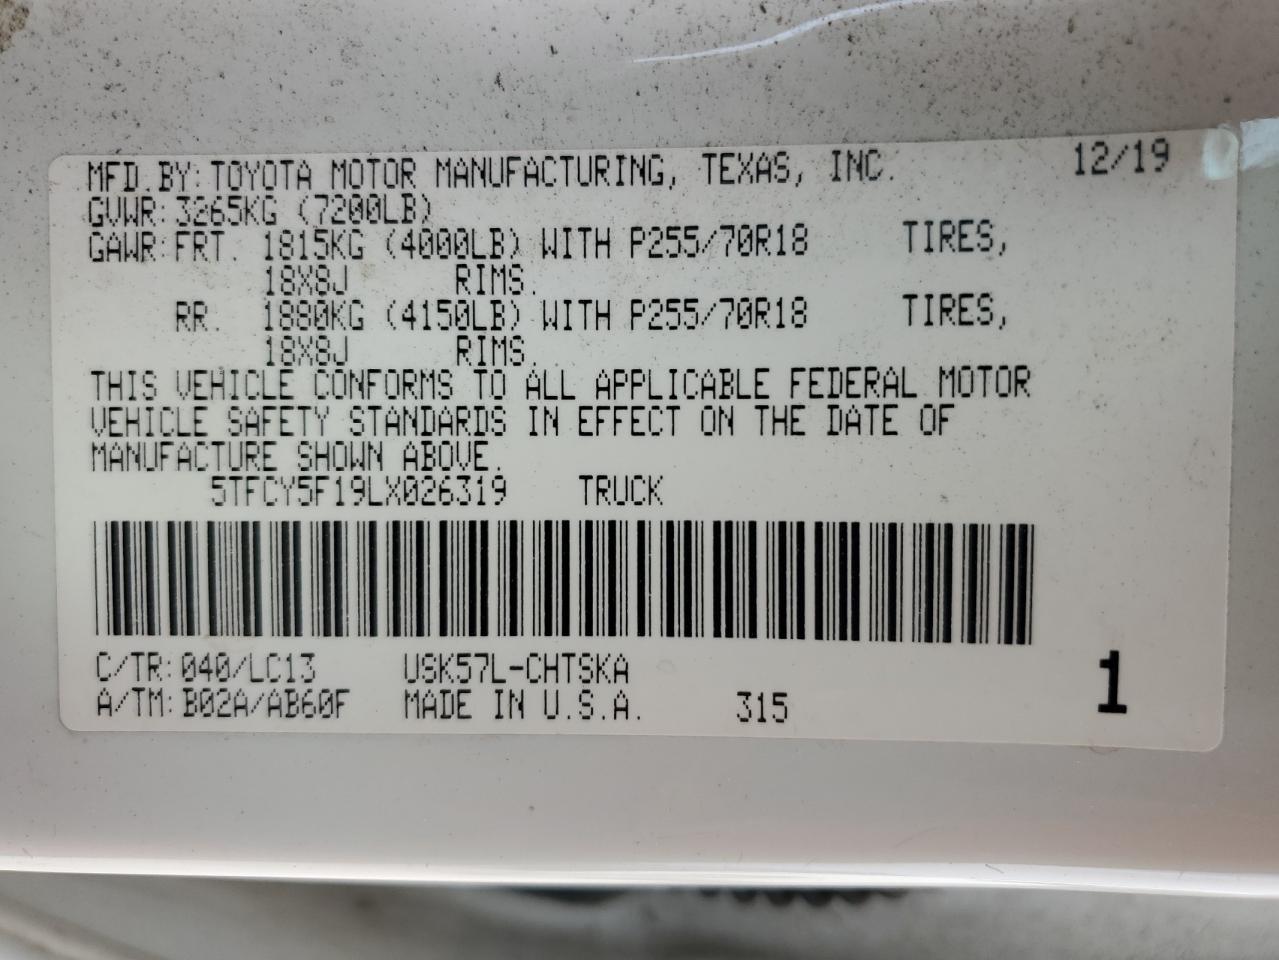 MFD.BY:TOYOTA MOTOR MANUFACTURING, TEXAS, INC. 12/19
GVWR:3265KG (7200LB)
GAWR:FRT. 1815KG (4000LB) WITH P255/70R18 TIRES,
18X8J RIMS.
RR. 1880KG (4150LB) WITH P255/70R18 TIRES,
18X8J RIMS.
THIS VEHICLE CONFORMS TO ALL APPLICABLE FEDERAL MOTOR
VEHICLE SAFETY STANDARDS IN EFFECT ON THE DATE OF
MANUFACTURE SHOWN ABOVE.
5TFCY5F19LX026319 TRUCK
C/TR:040/LC13 USK57L-CHTSKA
A/TM:B02A/AB60F MADE IN U.S.A. 315 1